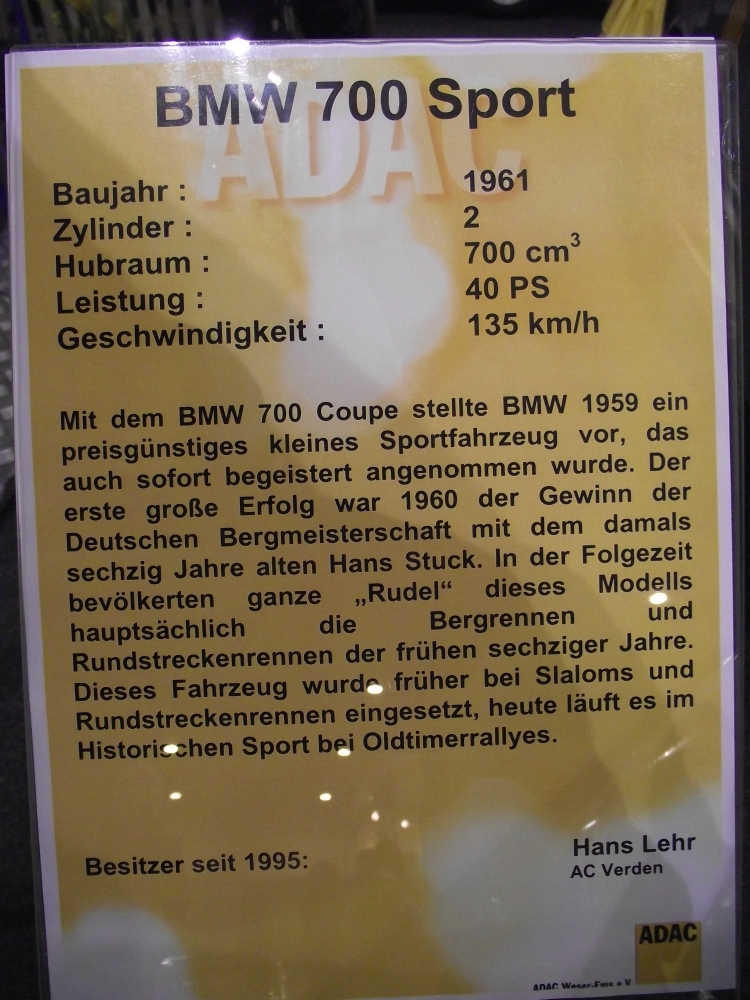 BMW 700 Sport
ADAC
Baujahr : 1961
Zylinder : 2
Hubraum : 700 cm³
Leistung : 40 PS
Geschwindigkeit : 135 km/h
Mit dem BMW 700 Coupe stellte BMW 1959 ein
preisgünstiges kleines Sportfahrzeug vor, das
auch sofort begeistert angenommen wurde. Der
erste große Erfolg war 1960 der Gewinn der
Deutschen Bergmeisterschaft mit dem damals
sechzig Jahre alten Hans Stuck. In der Folgezeit
bevölkerten ganze „Rudel“ dieses Modells
hauptsächlich die Bergrennen und
Rundstreckenrennen der frühen sechziger Jahre.
Dieses Fahrzeug wurde früher bei Slaloms und
Rundstreckenrennen eingesetzt, heute läuft es im
Historischen Sport bei Oldtimerrallyes.
Besitzer seit 1995: Hans Lehr
AC Verden
ADAC
ADAC Weser-Ems e.V